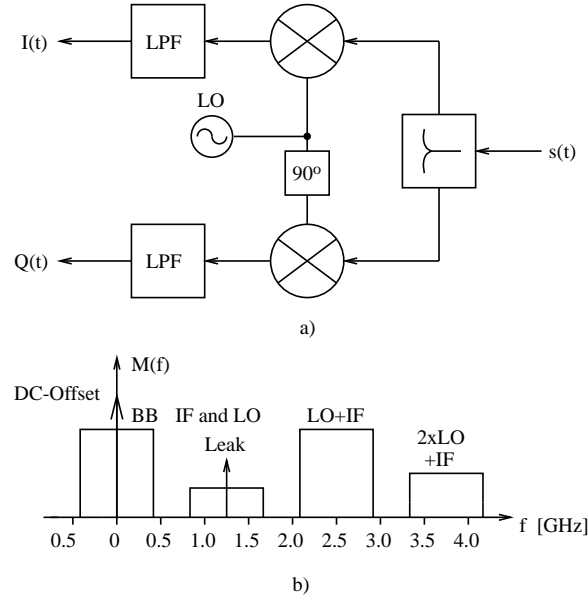 I(t)
LPF
LO
90º
s(t)
Q(t)
LPF
a)
M(f)
DC-Offset
BB
IF and LO
Leak
LO+IF
2xLO
+IF
0.5 0 0.5 1.0 1.5 2.0 2.5 3.0 3.5 4.0 f [GHz]
b)